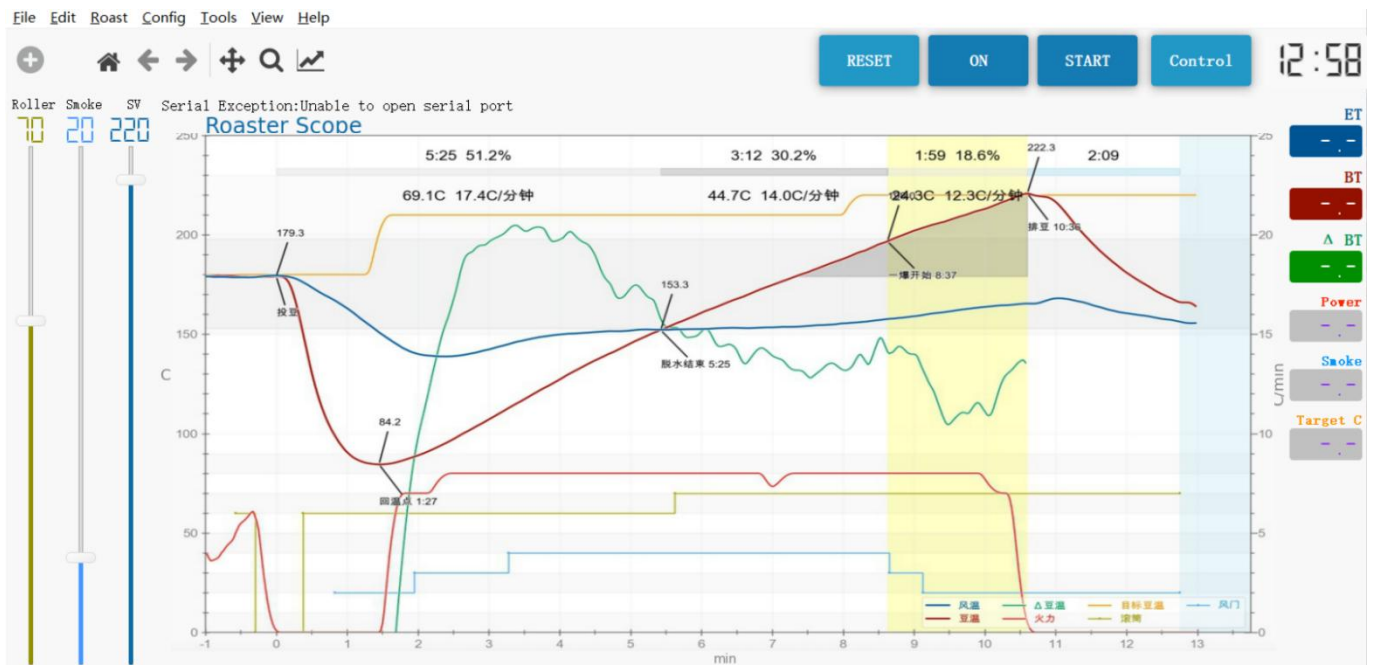 File Edit Roast Config Tools View Help
RESET ON START Control 12:58
Roller Smoke SV Serial Exception:Unable to open serial port
70 20 220
Roaster Scope
ET
-.-
BT
-.-
Δ BT
-.-
Power
-.-
Smoke
-.-
Target C
-.-
250 25
5:25 51.2% 3:12 30.2% 1:59 18.6% 222.3 2:09
69.1C 17.4C/分钟 44.7C 14.0C/分钟 24.3C 12.3C/分钟
179.3
200 20
排豆
一爆开始 8:37
153.3
投豆
150 15
脱水结束 5:25
C C/min
84.2
100 10
回温点 1:27
50 5
风温 Δ豆温 目标豆温 风门
豆温 火力 滚筒
0 0
-1 0 1 2 3 4 5 6 7 8 9 10 11 12 13
min